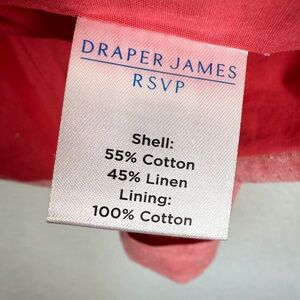 DRAPER JAMES
RSVP
Shell:
55% Cotton
45% Linen
Lining:
100% Cotton